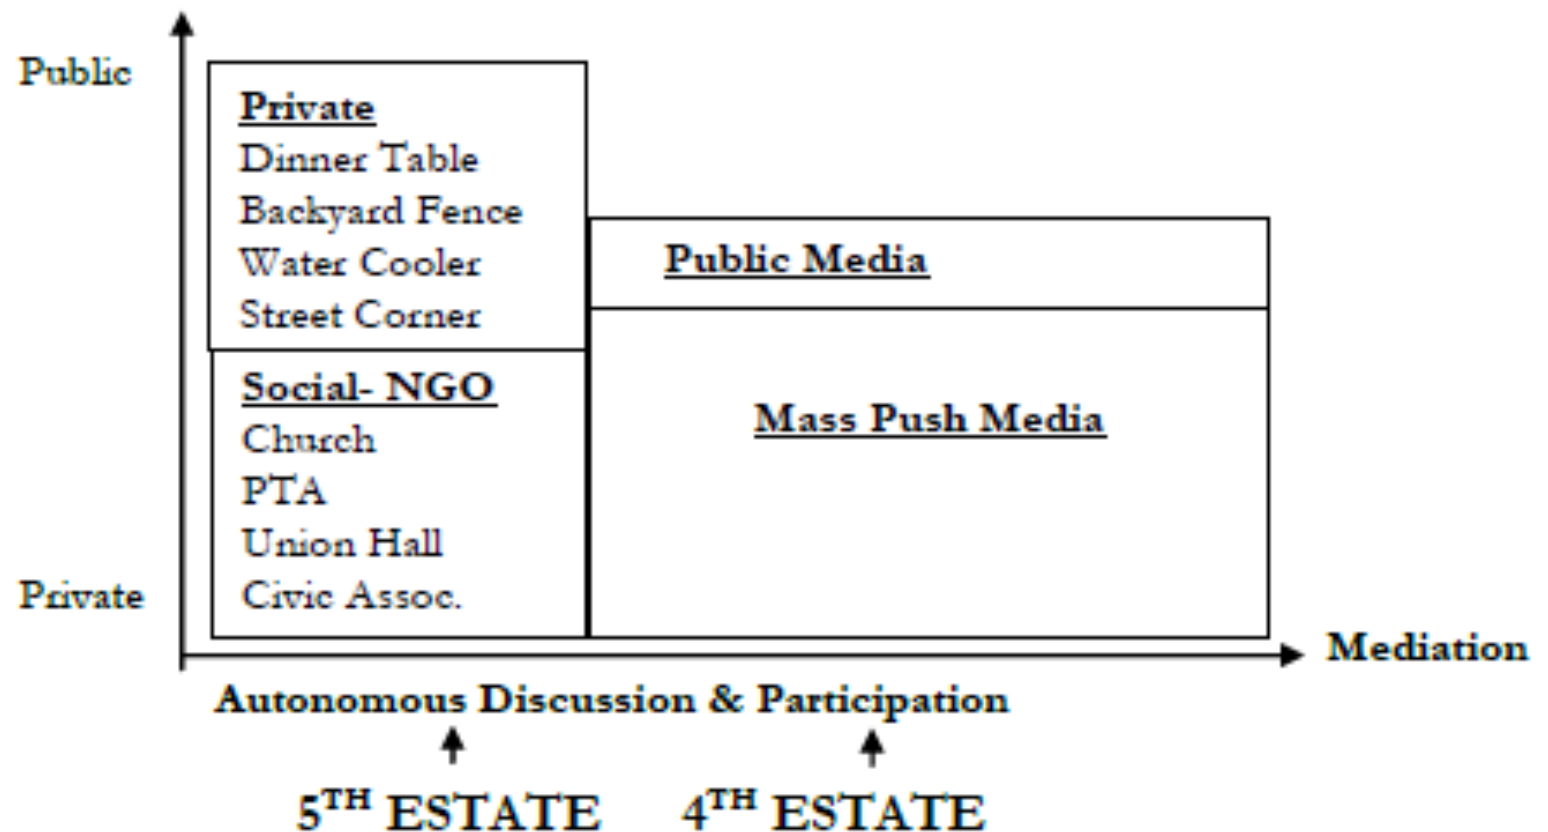 Public
Private
Dinner Table
Backyard Fence
Water Cooler
Street Corner
Public Media
Social- NGO
Church
PTA
Union Hall
Civic Assoc.
Mass Push Media
Private
Mediation
Autonomous Discussion & Participation
5TH ESTATE
4TH ESTATE